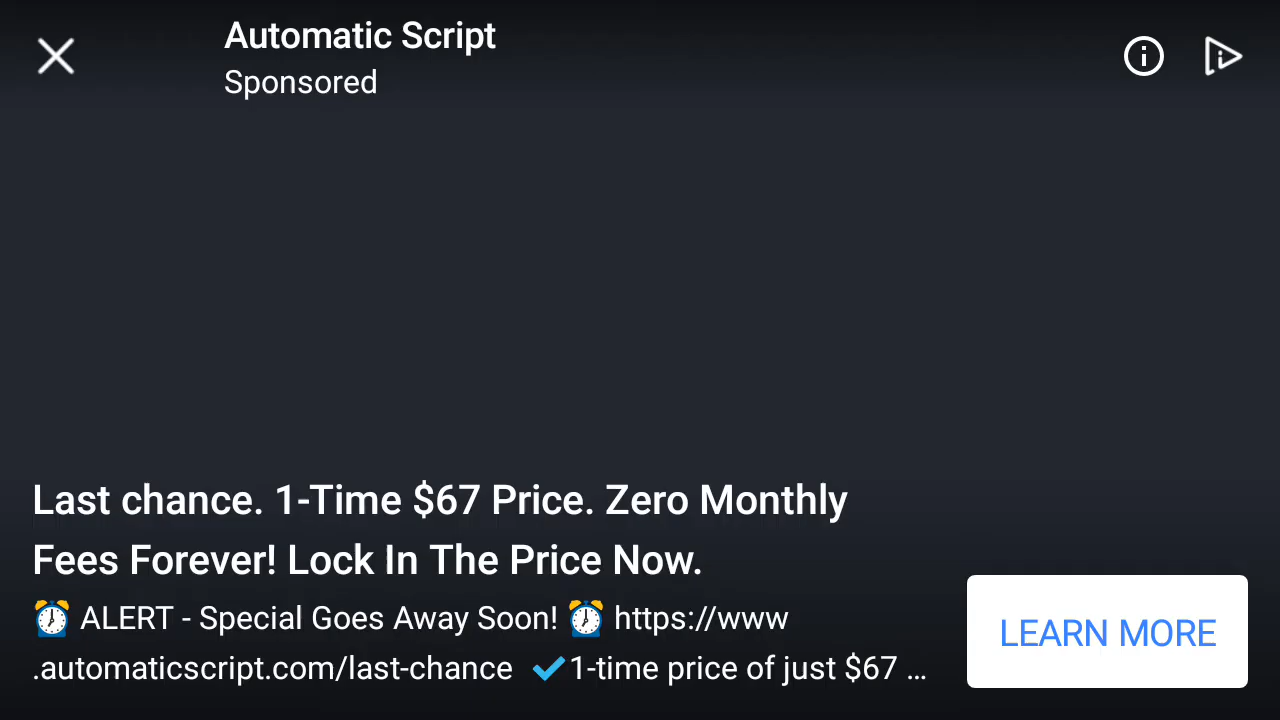 Automatic Script
Sponsored
Last chance. 1-Time $67 Price. Zero Monthly
Fees Forever! Lock In The Price Now.
⏰ ALERT - Special Goes Away Soon! ⏰ https://www
.automaticscript.com/last-chance ✔1-time price of just $67 ...
LEARN MORE